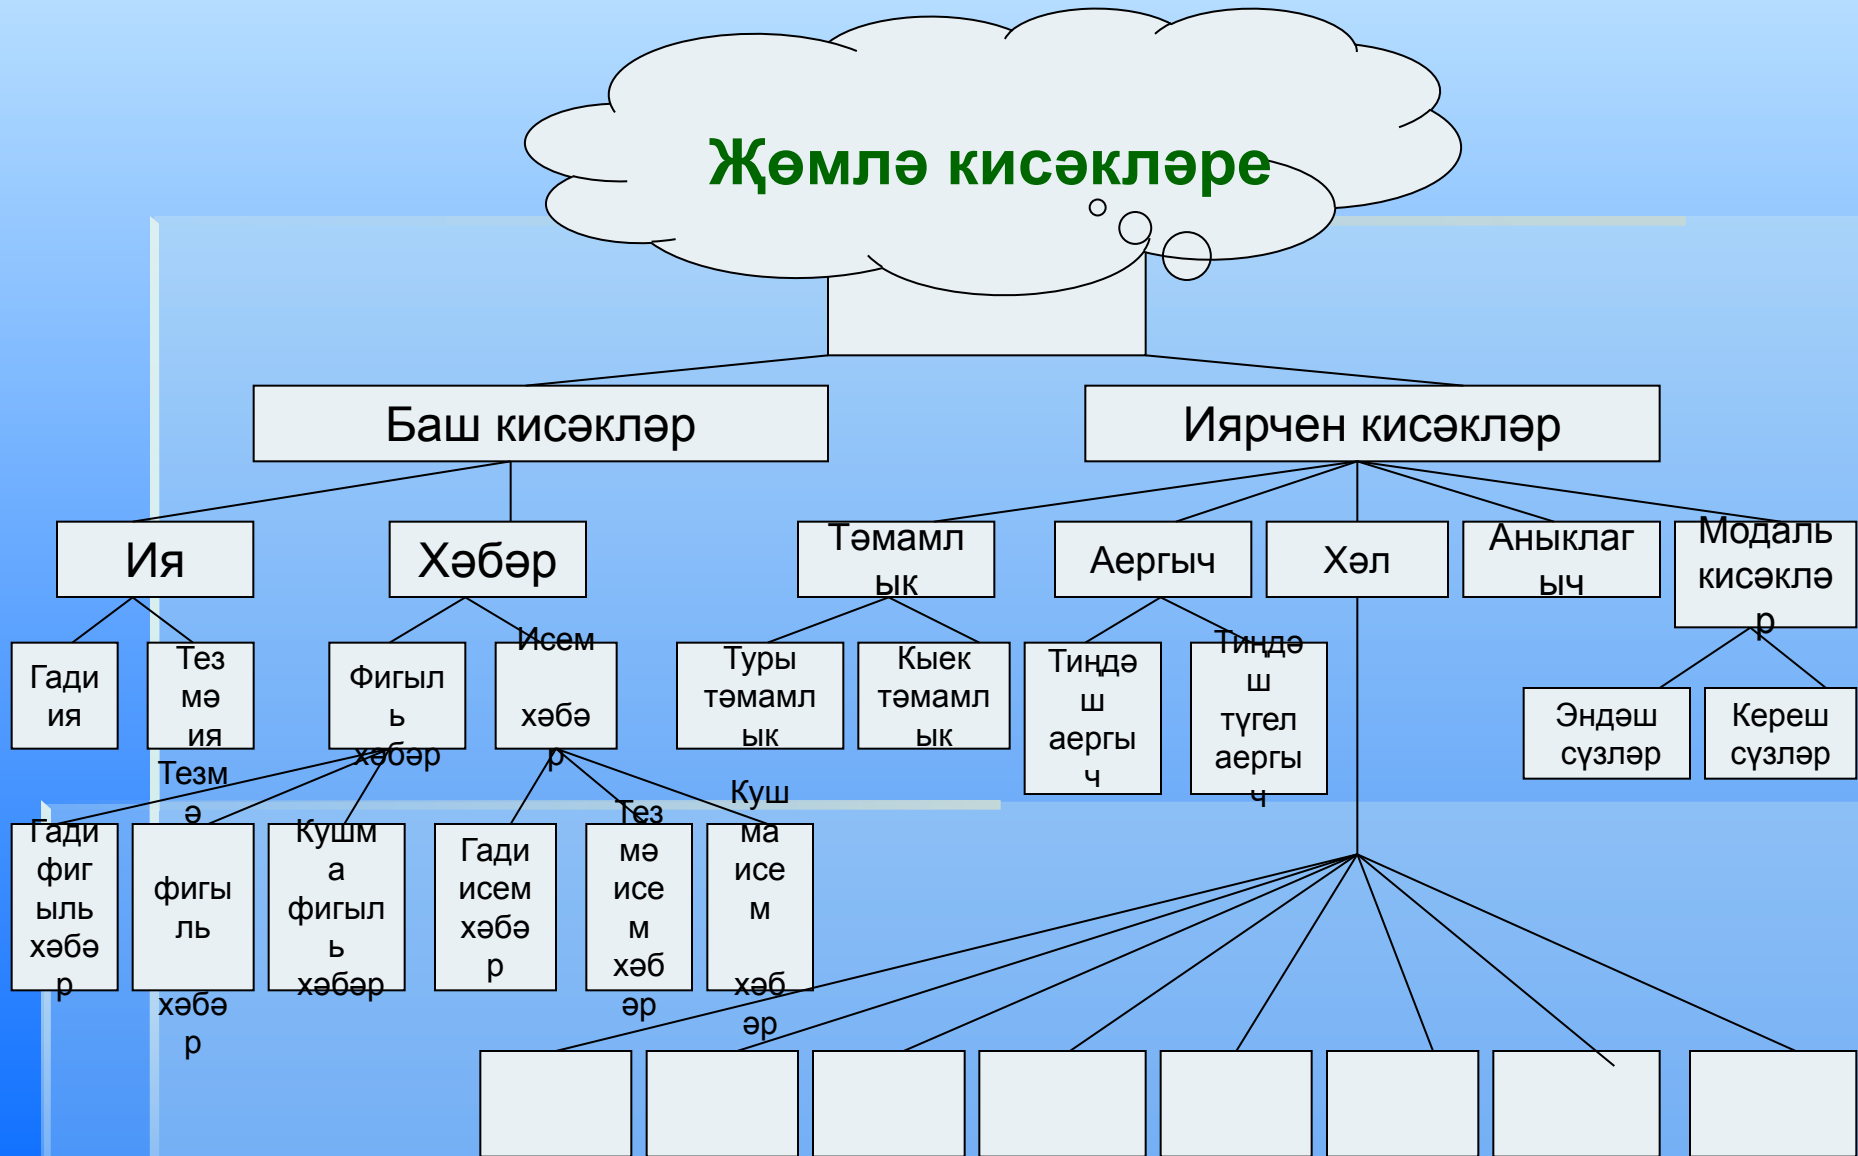 Җөмлә кисәкләре
Баш кисәкләр
Иярчен кисәкләр
Ия
Хәбәр
Тәмамл
ык
Аергыч
Хәл
Аныклаг
ыч
Модаль
кисәклә
р
Гади
ия
Тез
мә
ия
Фигыл
ь
хәбәр
Исем
хәбә
р
Туры
тәмамл
ык
Кыек
тәмамл
ык
Тиңдә
ш
аергы
ч
Тиңдә
ш
түгел
аергы
ч
Эндәш
сүзләр
Кереш
сүзләр
Гади
фиг
ыль
хәбә
р
Тезм
ә
фигы
ль
хәбә
р
Кушм
а
фигыл
ь
хәбәр
Гади
исем
хәбә
р
Тез
мә
исе
м
хәб
әр
Куш
ма
исе
м
хәб
әр